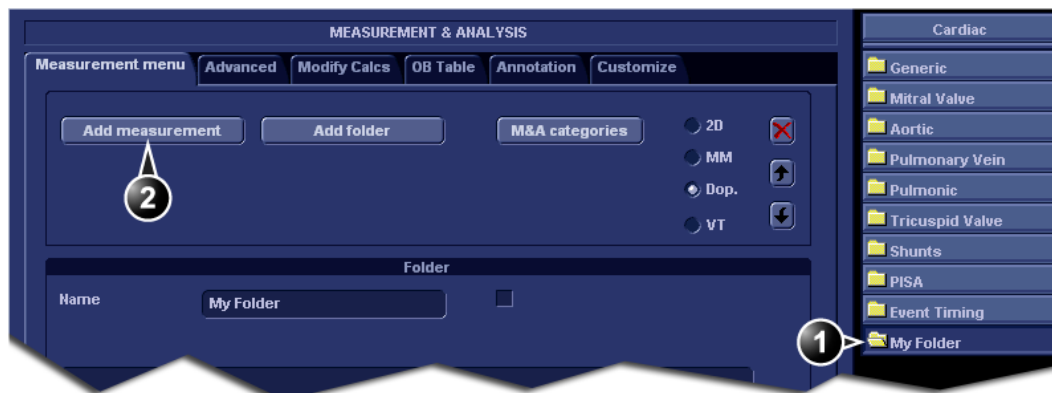 MEASUREMENT & ANALYSIS
Measurement menu Advanced Modify Calcs OB Table Annotation Customize
Add measurement Add folder M&A categories
2D
MM
Dop.
VT
2
Folder
Name My Folder
Cardiac
Generic
Mitral Valve
Aortic
Pulmonary Vein
Pulmonic
Tricuspid Valve
Shunts
PISA
Event Timing
1 My Folder